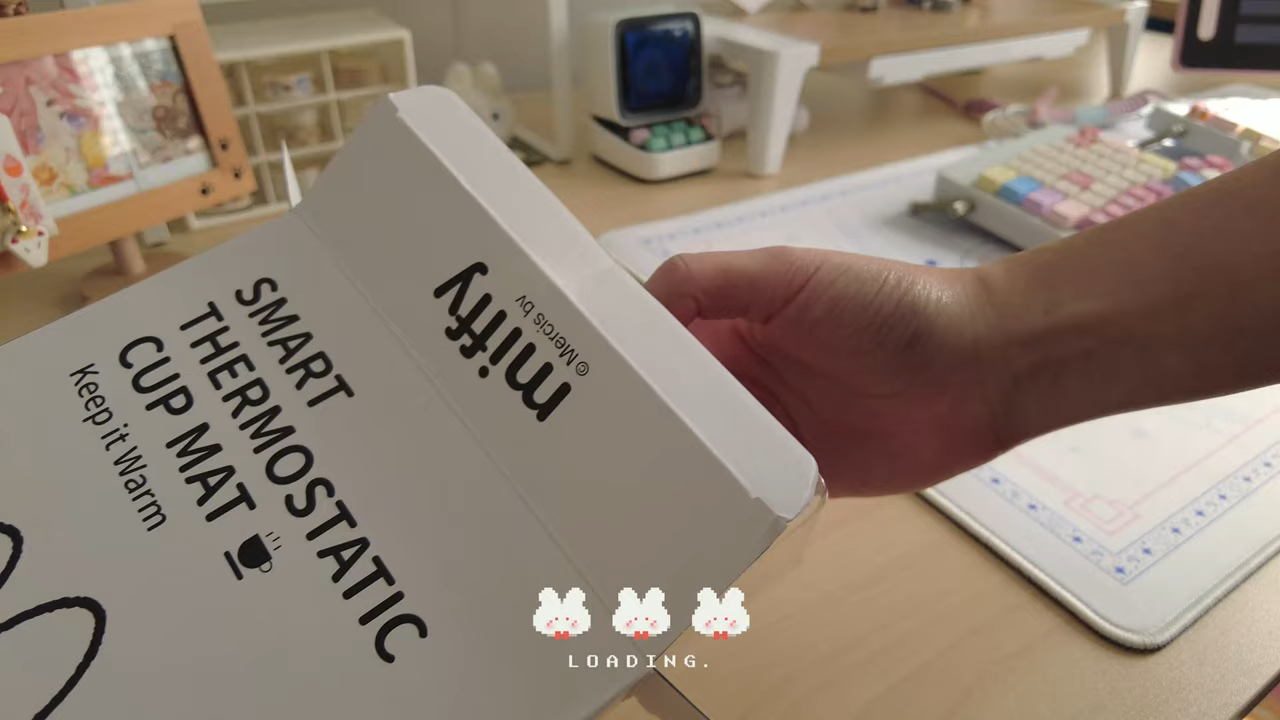 miffy
©Mercis bv
SMART
THERMOSTATIC
CUP MAT
Keep it Warm
LOADING.